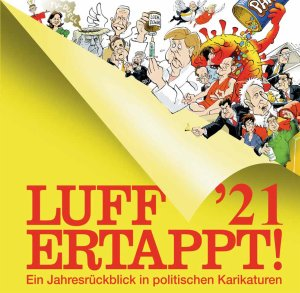 LUFF '21
ERTAPPT!
Ein Jahresrückblick in politischen Karikaturen